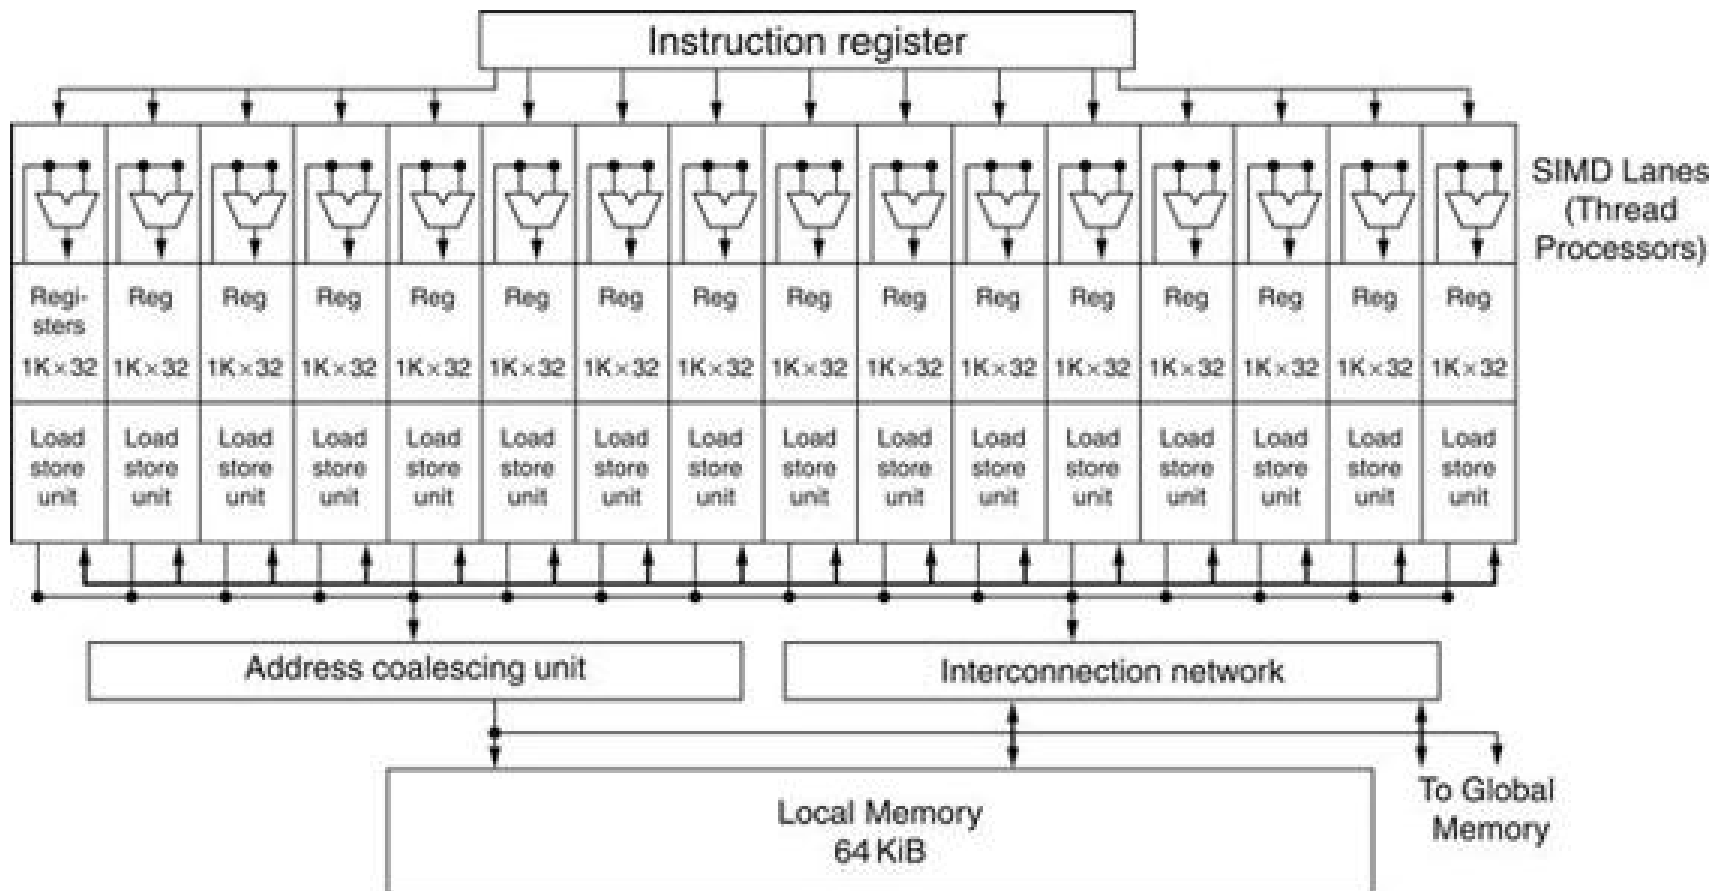 Instruction register
SIMD Lanes
(Thread
Processors)
Regi- Reg Reg Reg Reg Reg Reg Reg Reg Reg Reg Reg Reg Reg Reg Reg
sters
1K×32 1K×32 1K×32 1K×32 1K×32 1K×32 1K×32 1K×32 1K×32 1K×32 1K×32 1K×32 1K×32 1K×32 1K×32 1K×32
Load Load Load Load Load Load Load Load Load Load Load Load Load Load Load Load
store store store store store store store store store store store store store store store store
unit unit unit unit unit unit unit unit unit unit unit unit unit unit unit unit
Address coalescing unit
Interconnection network
Local Memory
64 KiB
To Global
Memory